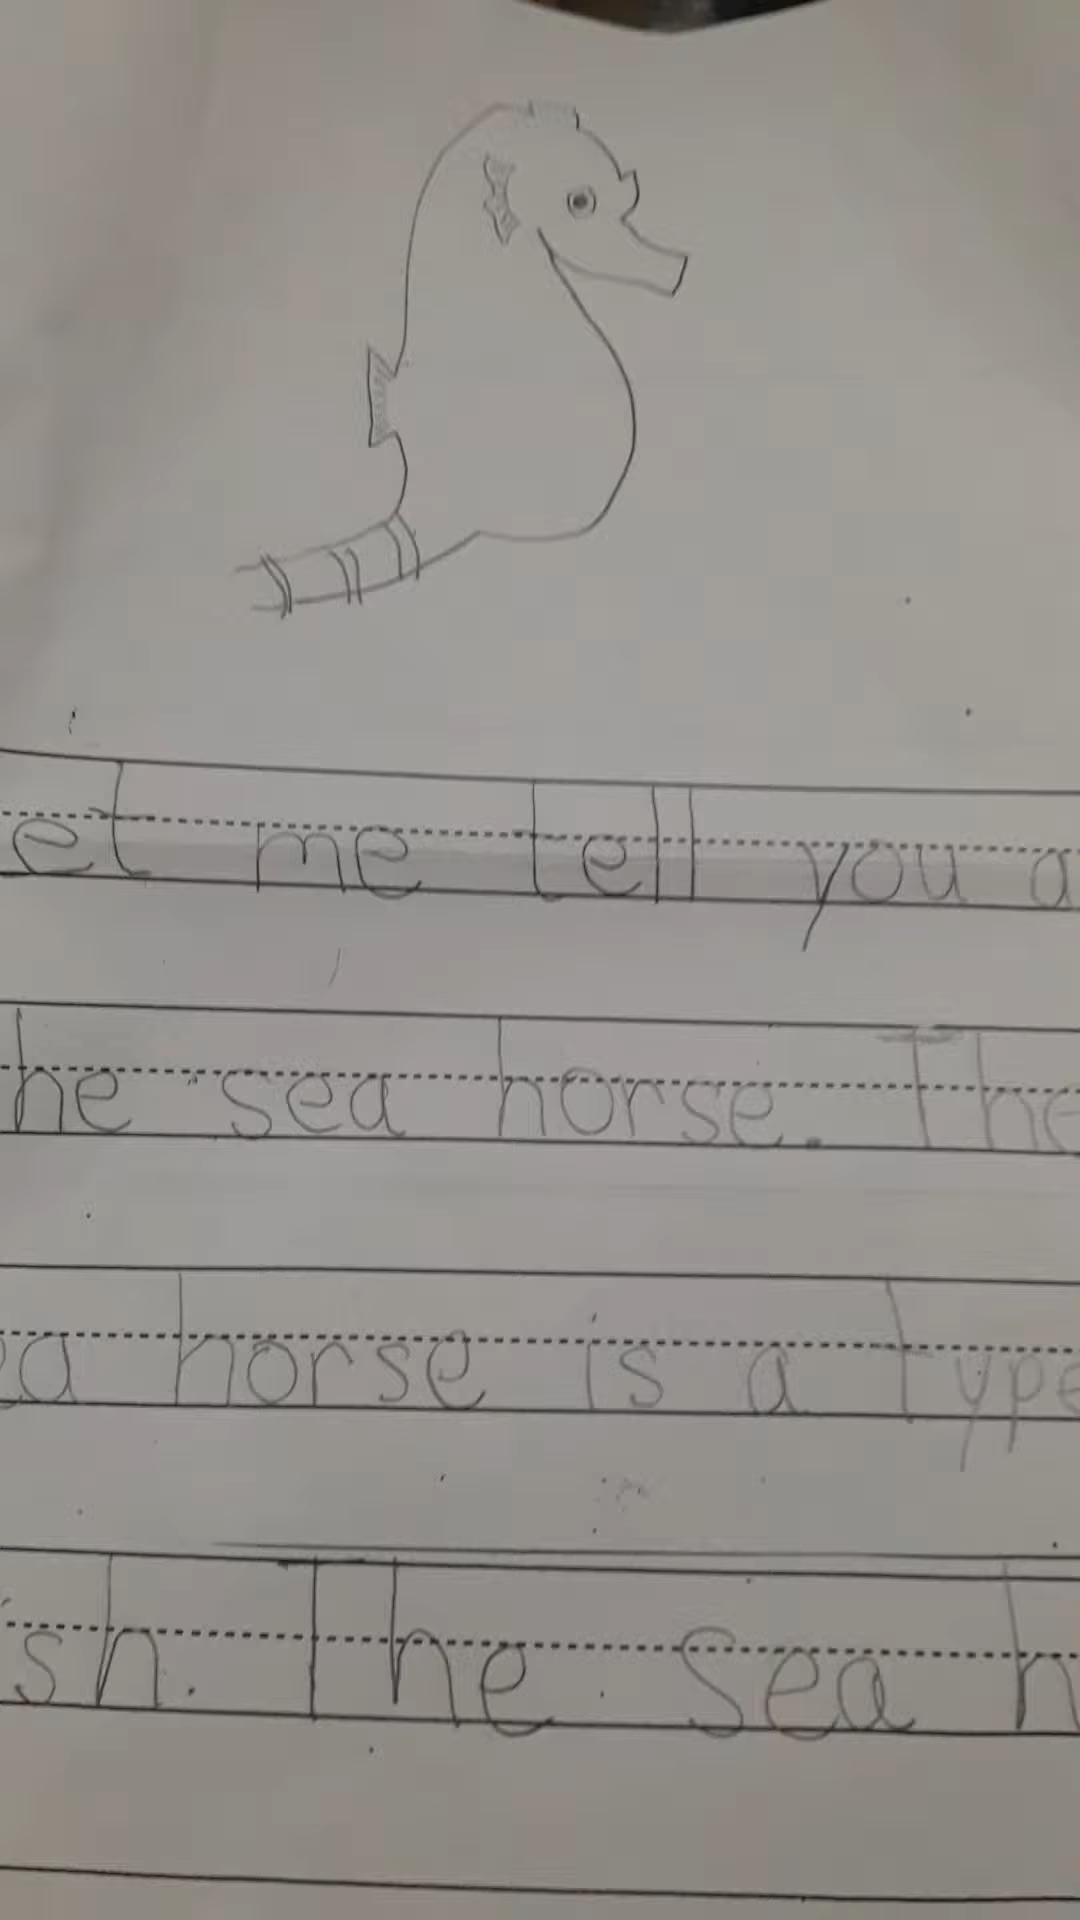 et me tell you a
he sea horse. The
a horse is a type
sh. The sea h